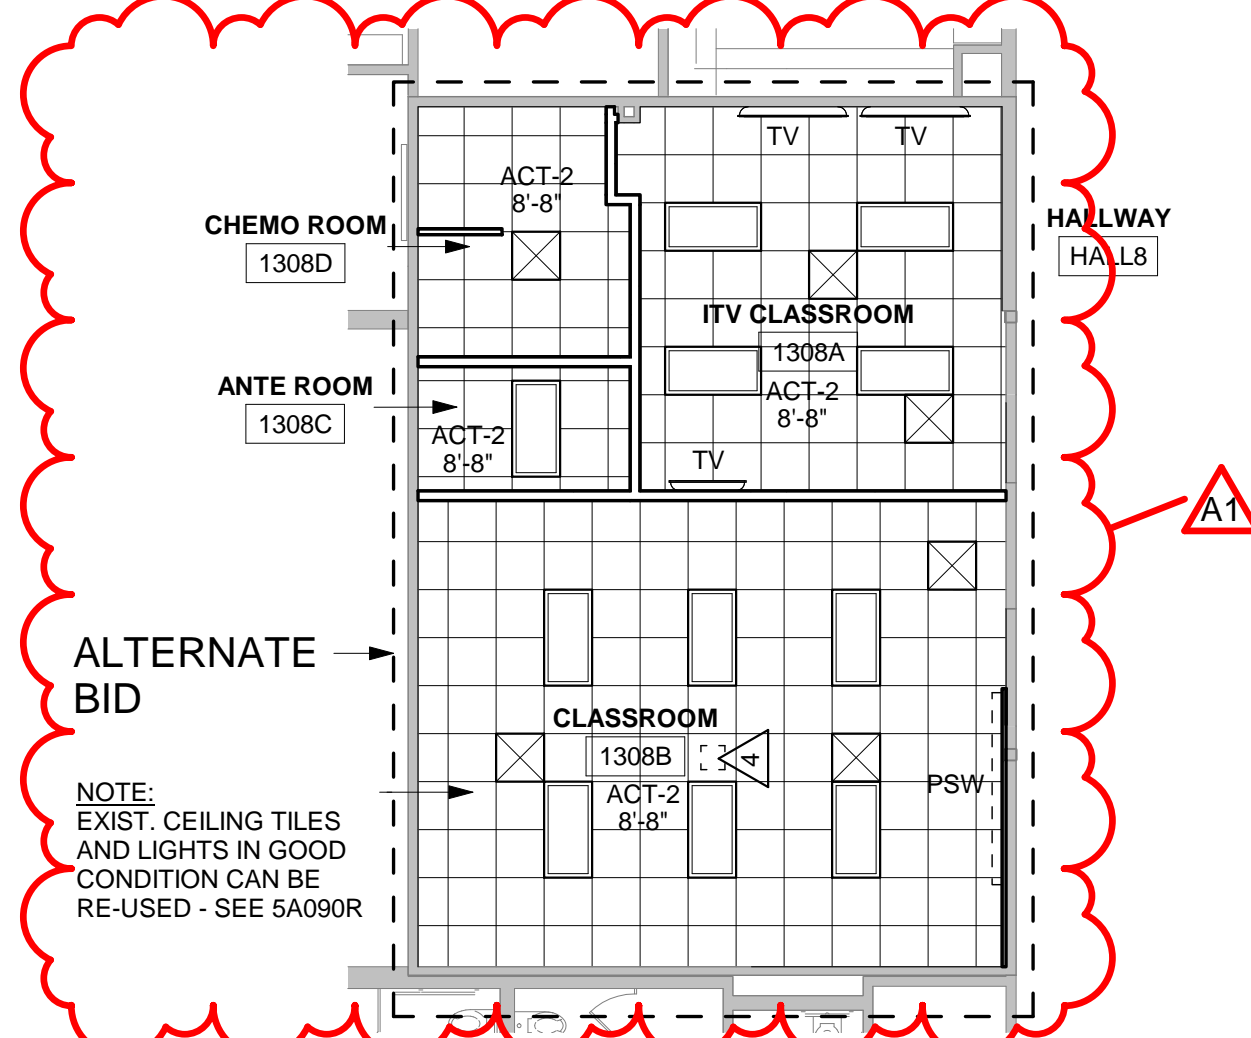 TV
TV
ACT-2
8'-8"
CHEMO ROOM
1308D
HALLWAY
HALL8
ITV CLASSROOM
1308A
ACT-2
8'-8"
ANTE ROOM
1308C
ACT-2
8'-8"
TV
A1
ALTERNATE
BID
CLASSROOM
1308B
4
ACT-2
8'-8"
PSW
NOTE:
EXIST. CEILING TILES
AND LIGHTS IN GOOD
CONDITION CAN BE
RE-USED - SEE 5A090R